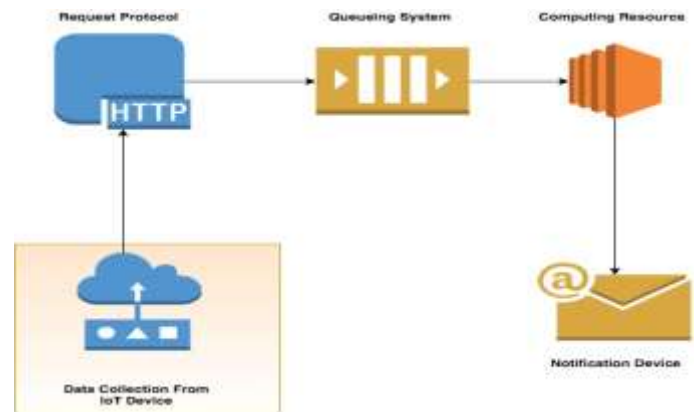 Request Protocol
Queueing System
Computing Resource
HTTP
@
Notification Device
Data Collection From
IoT Device